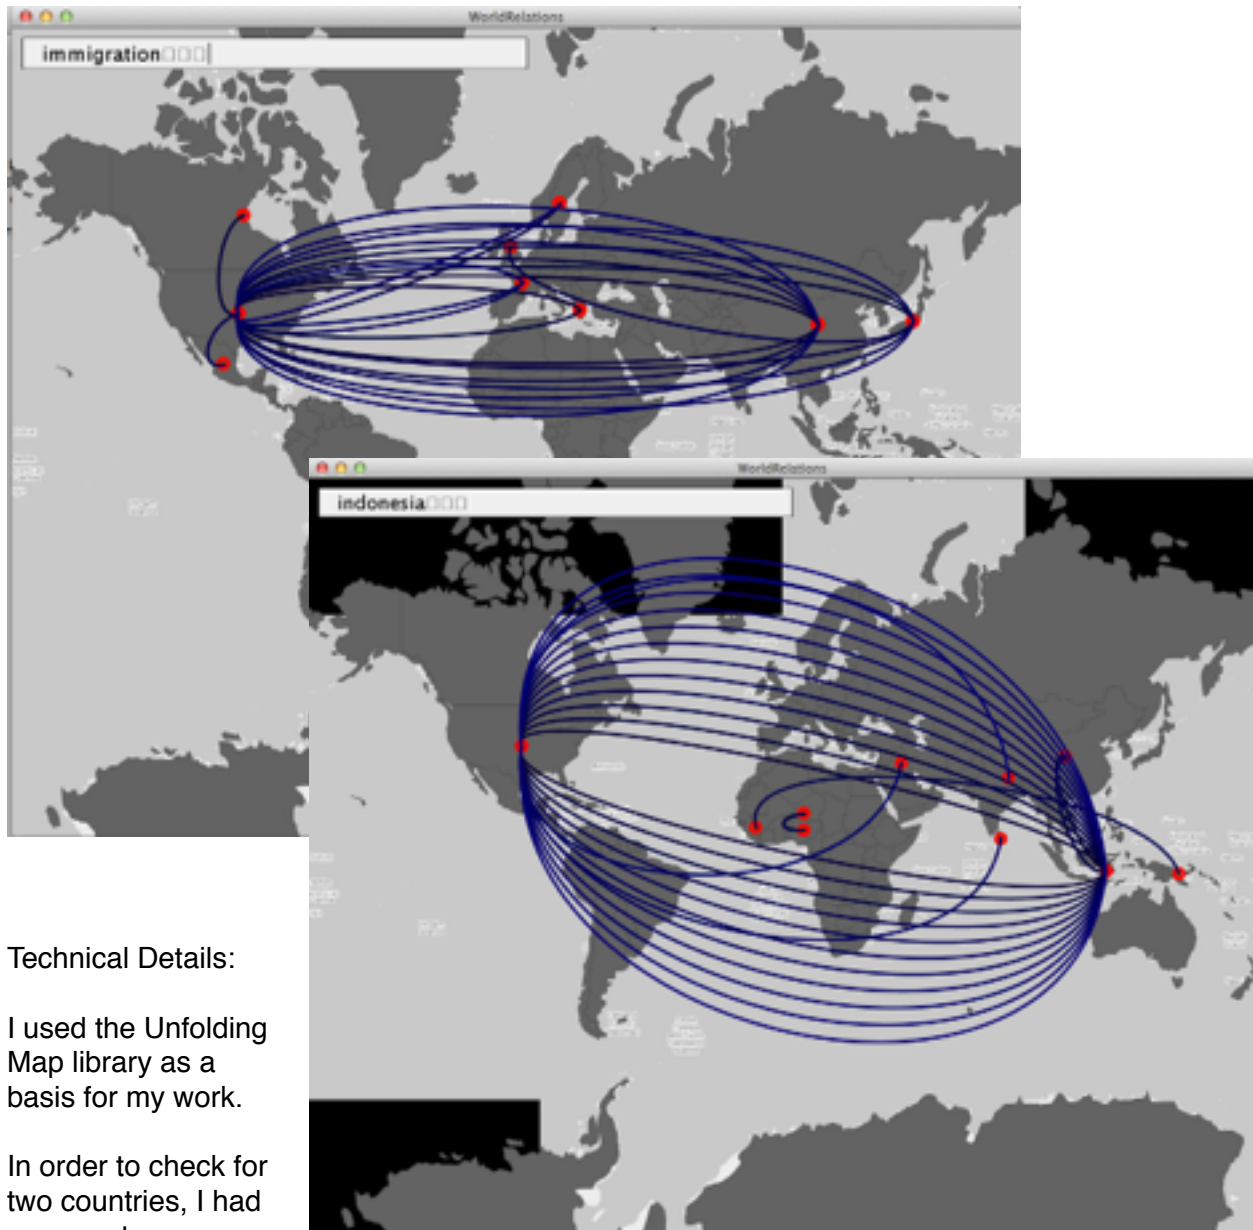 WorldRelations
immigration□□□
WorldRelations
indonesia□□□
Technical Details:
I used the Unfolding
Map library as a
basis for my work.
In order to check for
two countries, I had